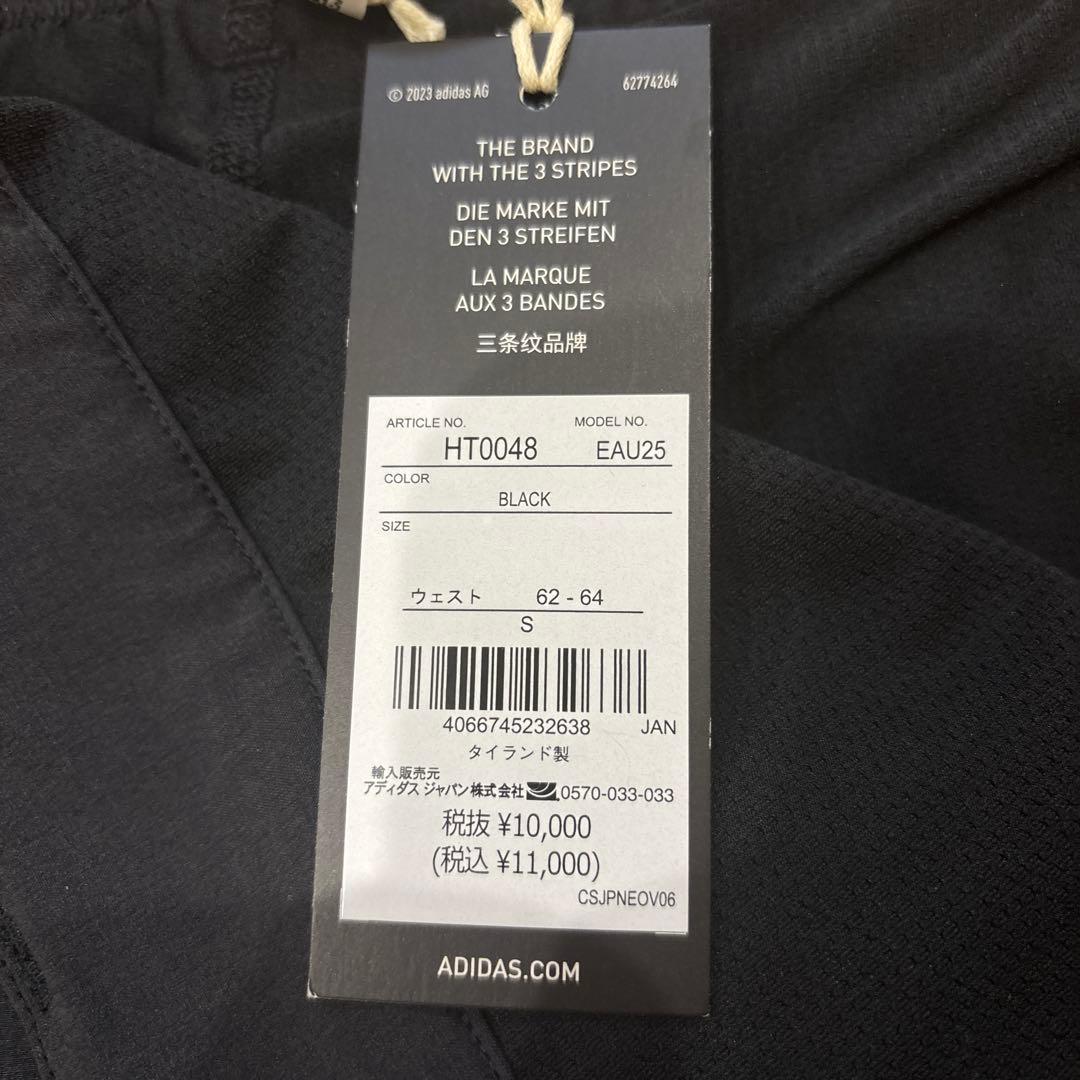 © 2023 adidas AG
62774264
THE BRAND
WITH THE 3 STRIPES
DIE MARKE MIT
DEN 3 STREIFEN
LA MARQUE
AUX 3 BANDES
三条纹品牌
ARTICLE NO. MODEL NO.
HT0048 EAU25
COLOR
BLACK
SIZE
ウェスト 62 - 64
S
4066745232638 JAN
タイランド製
輸入販売元
アディダス ジャパン株式会社 0570-033-033
税抜 ¥10,000
(税込 ¥11,000)
CSJPNEOV06
ADIDAS.COM